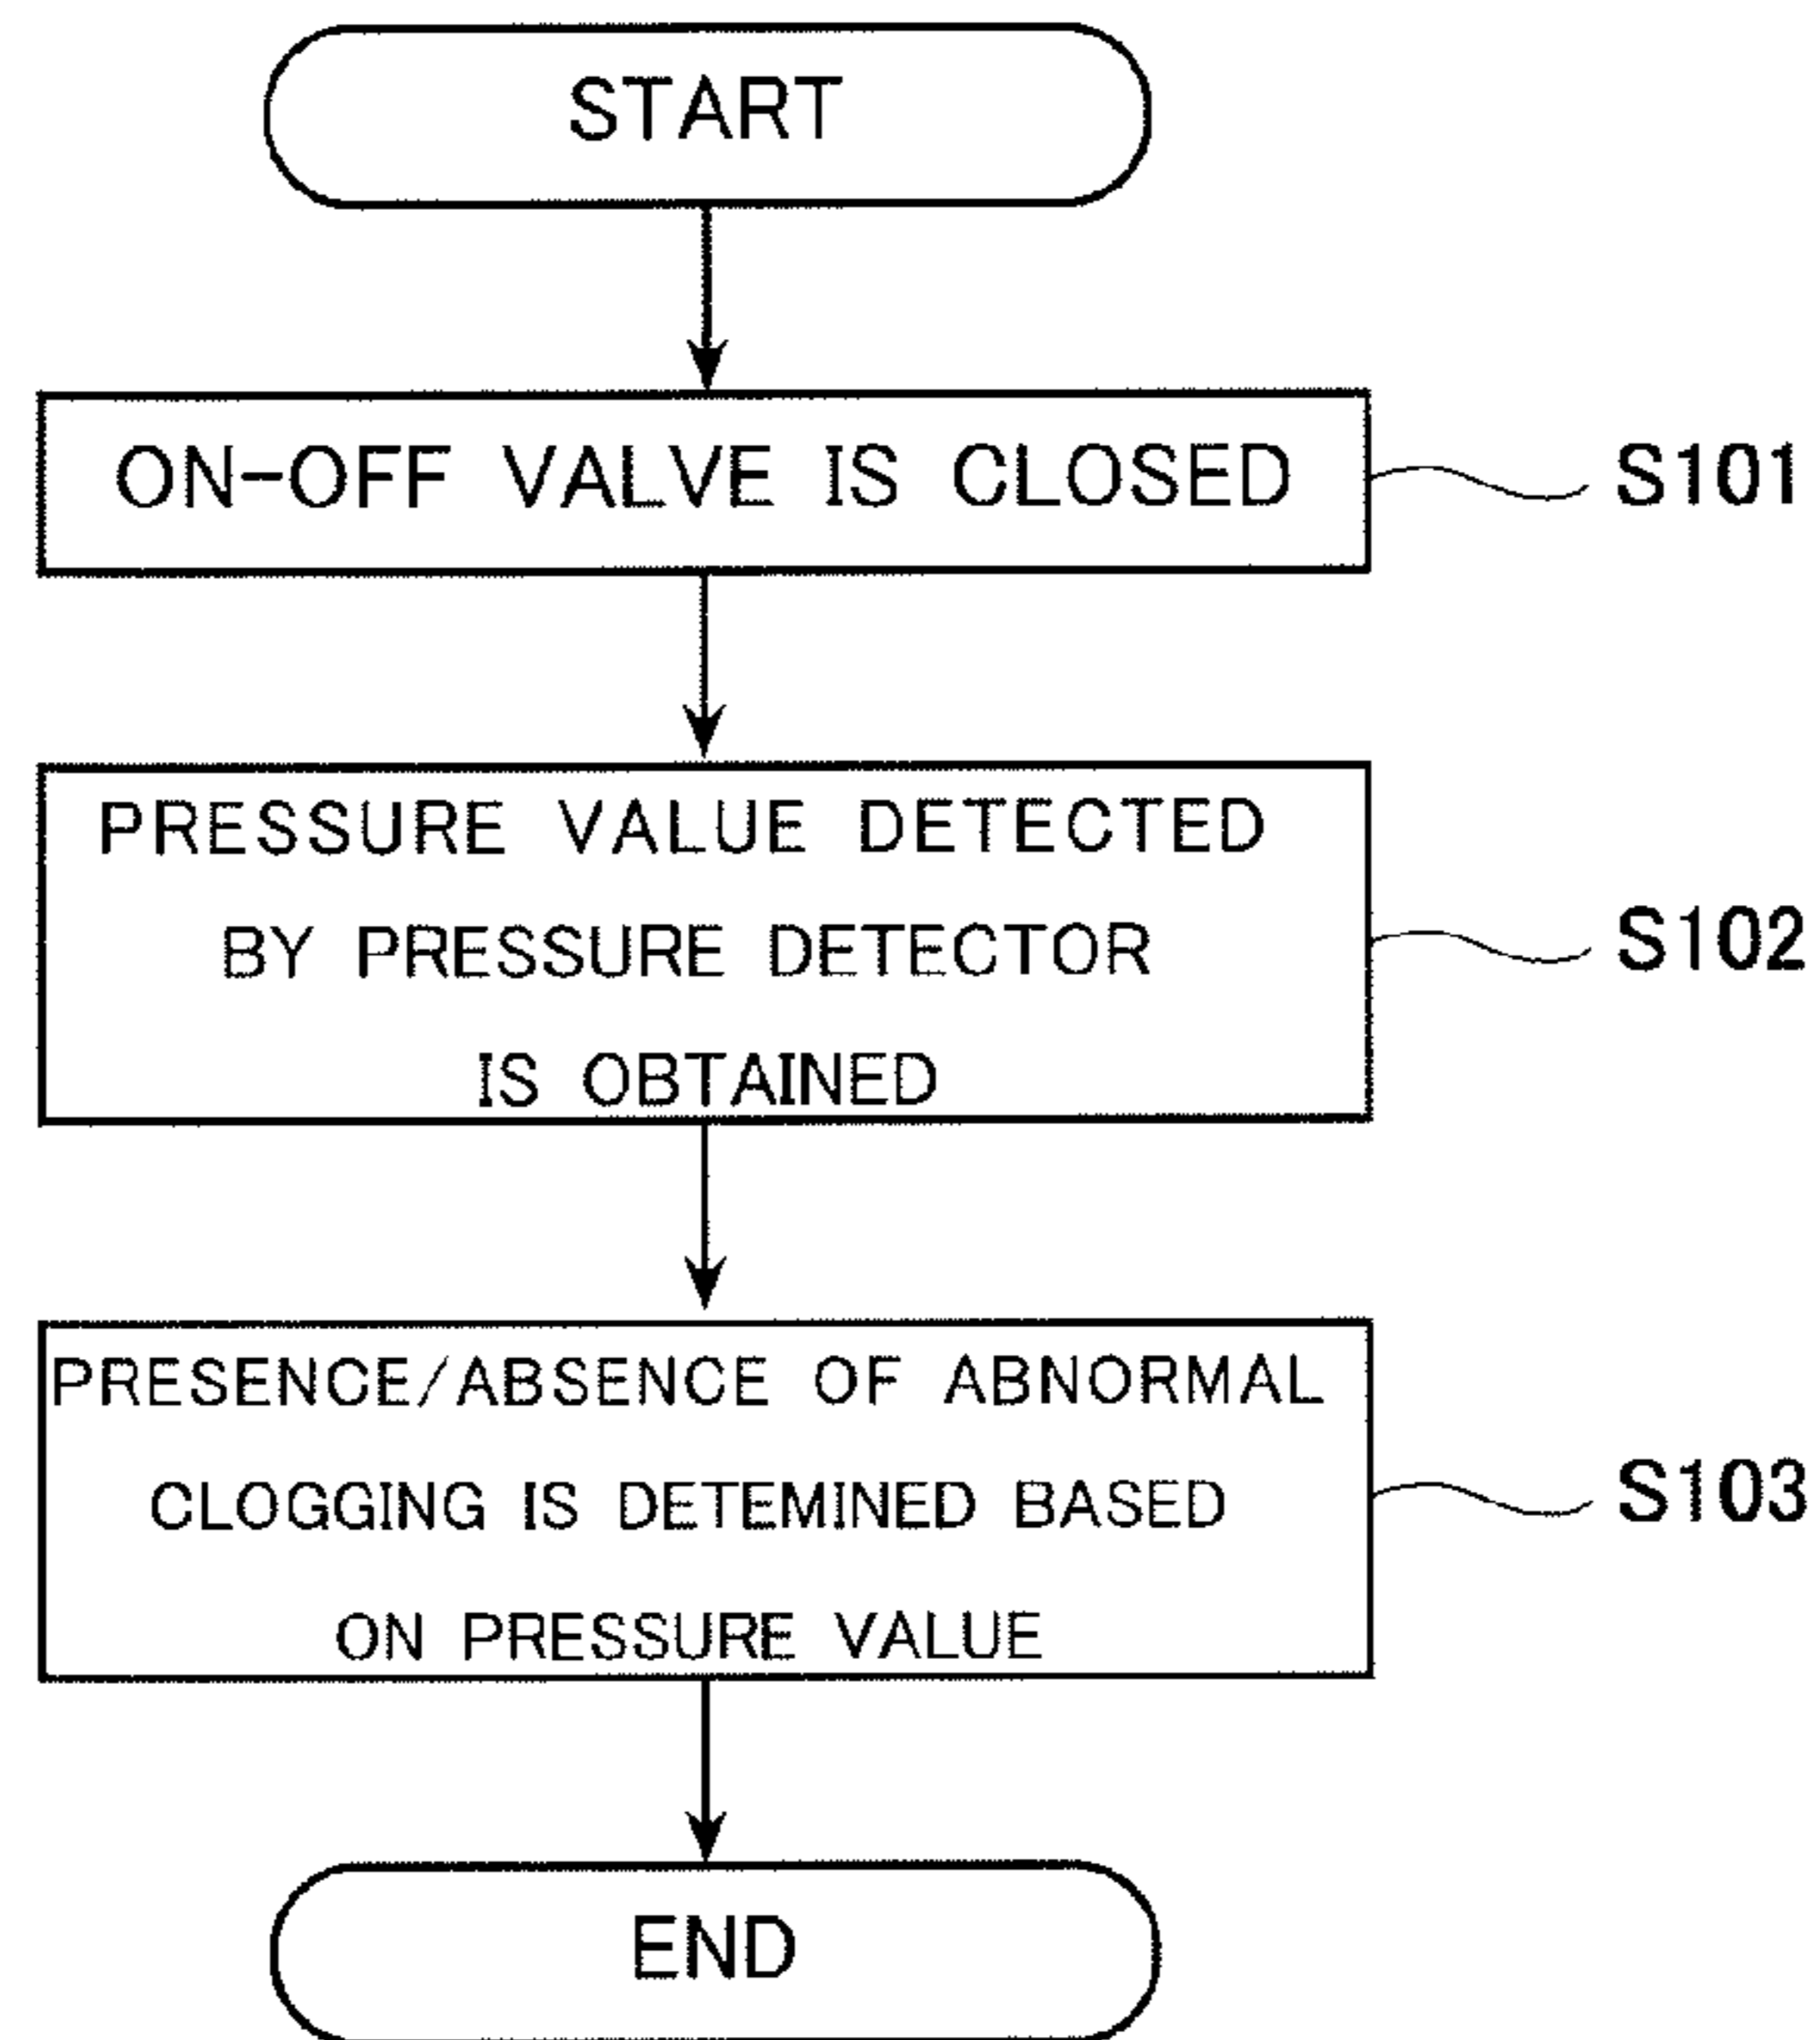 START
ON-OFF VALVE IS CLOSED
S101
PRESSURE VALUE DETECTED
BY PRESSURE DETECTOR
IS OBTAINED
S102
PRESENCE/ABSENCE OF ABNORMAL
CLOGGING IS DETEMINED BASED
ON PRESSURE VALUE
S103
END